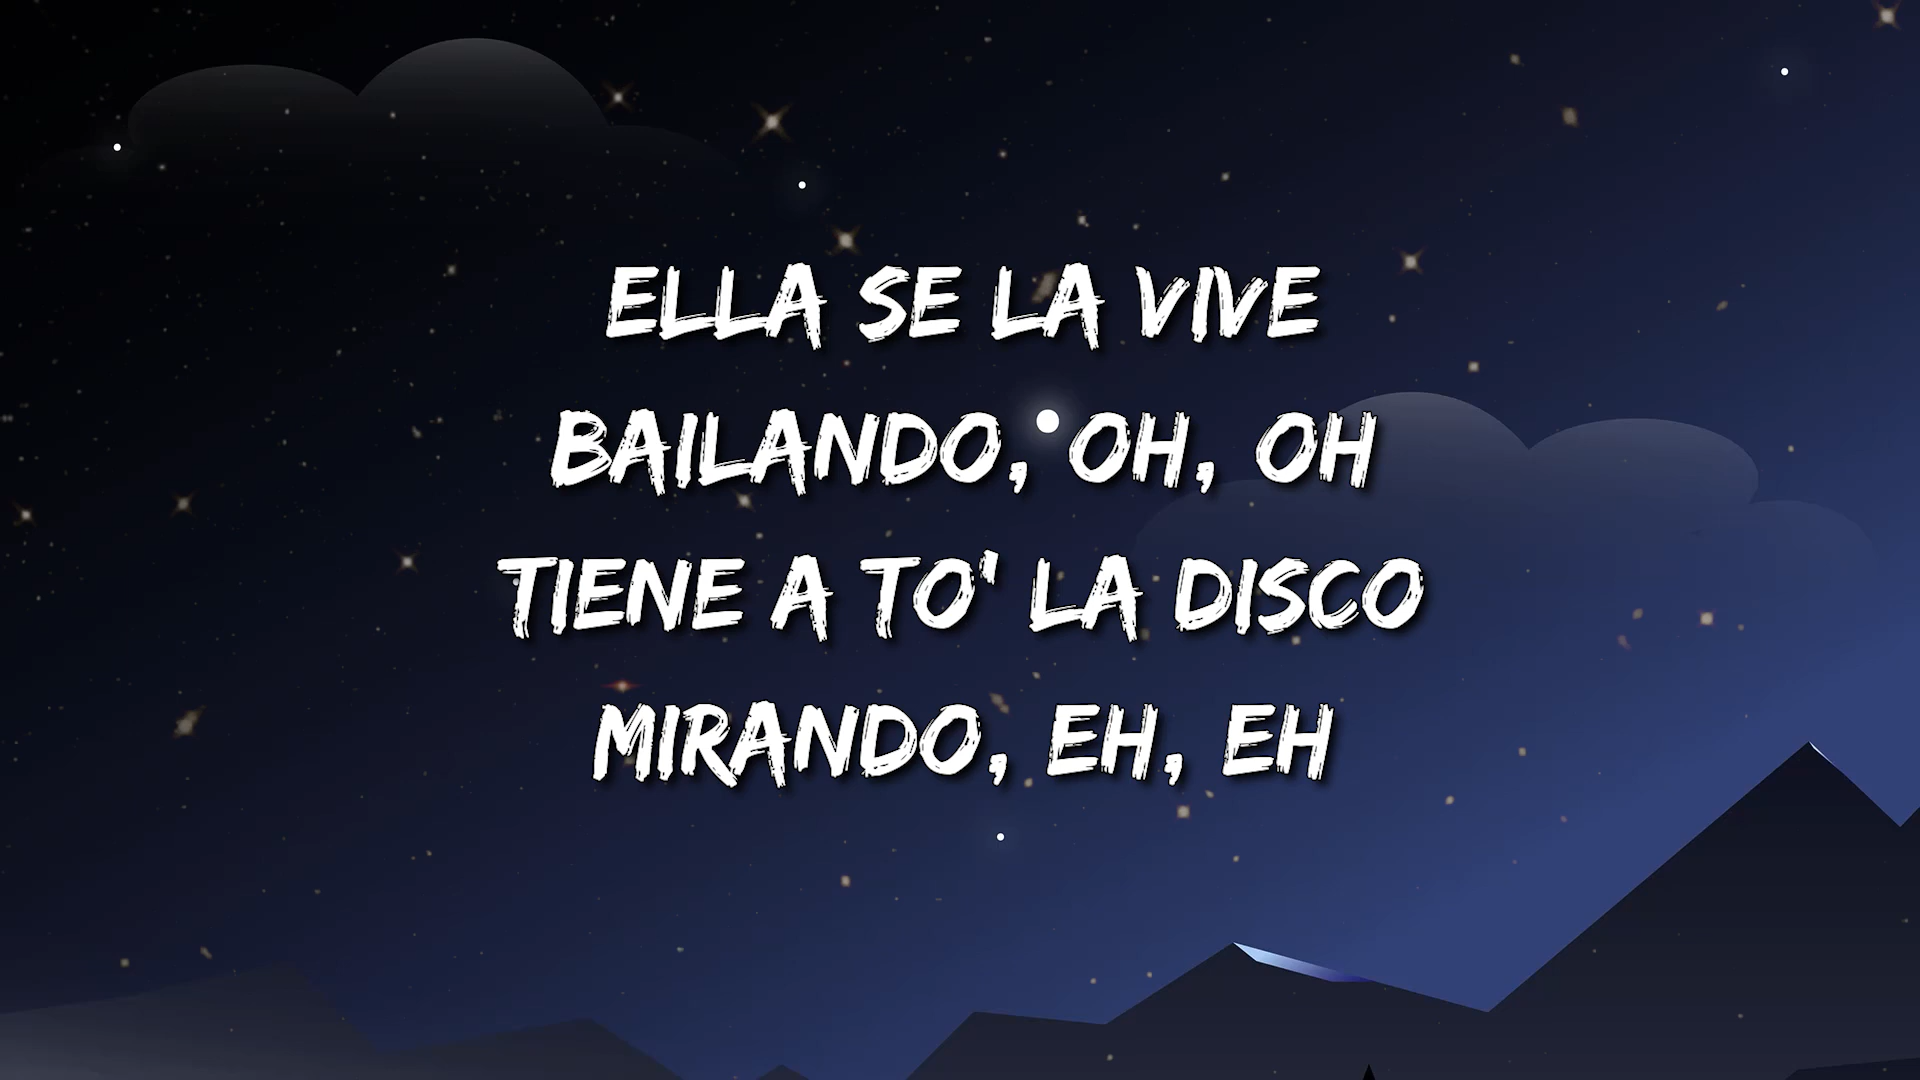 ELLA SE LA VIVE
BAILANDO, OH, OH
TIENE A TO' LA DISCO
MIRANDO, EH, EH